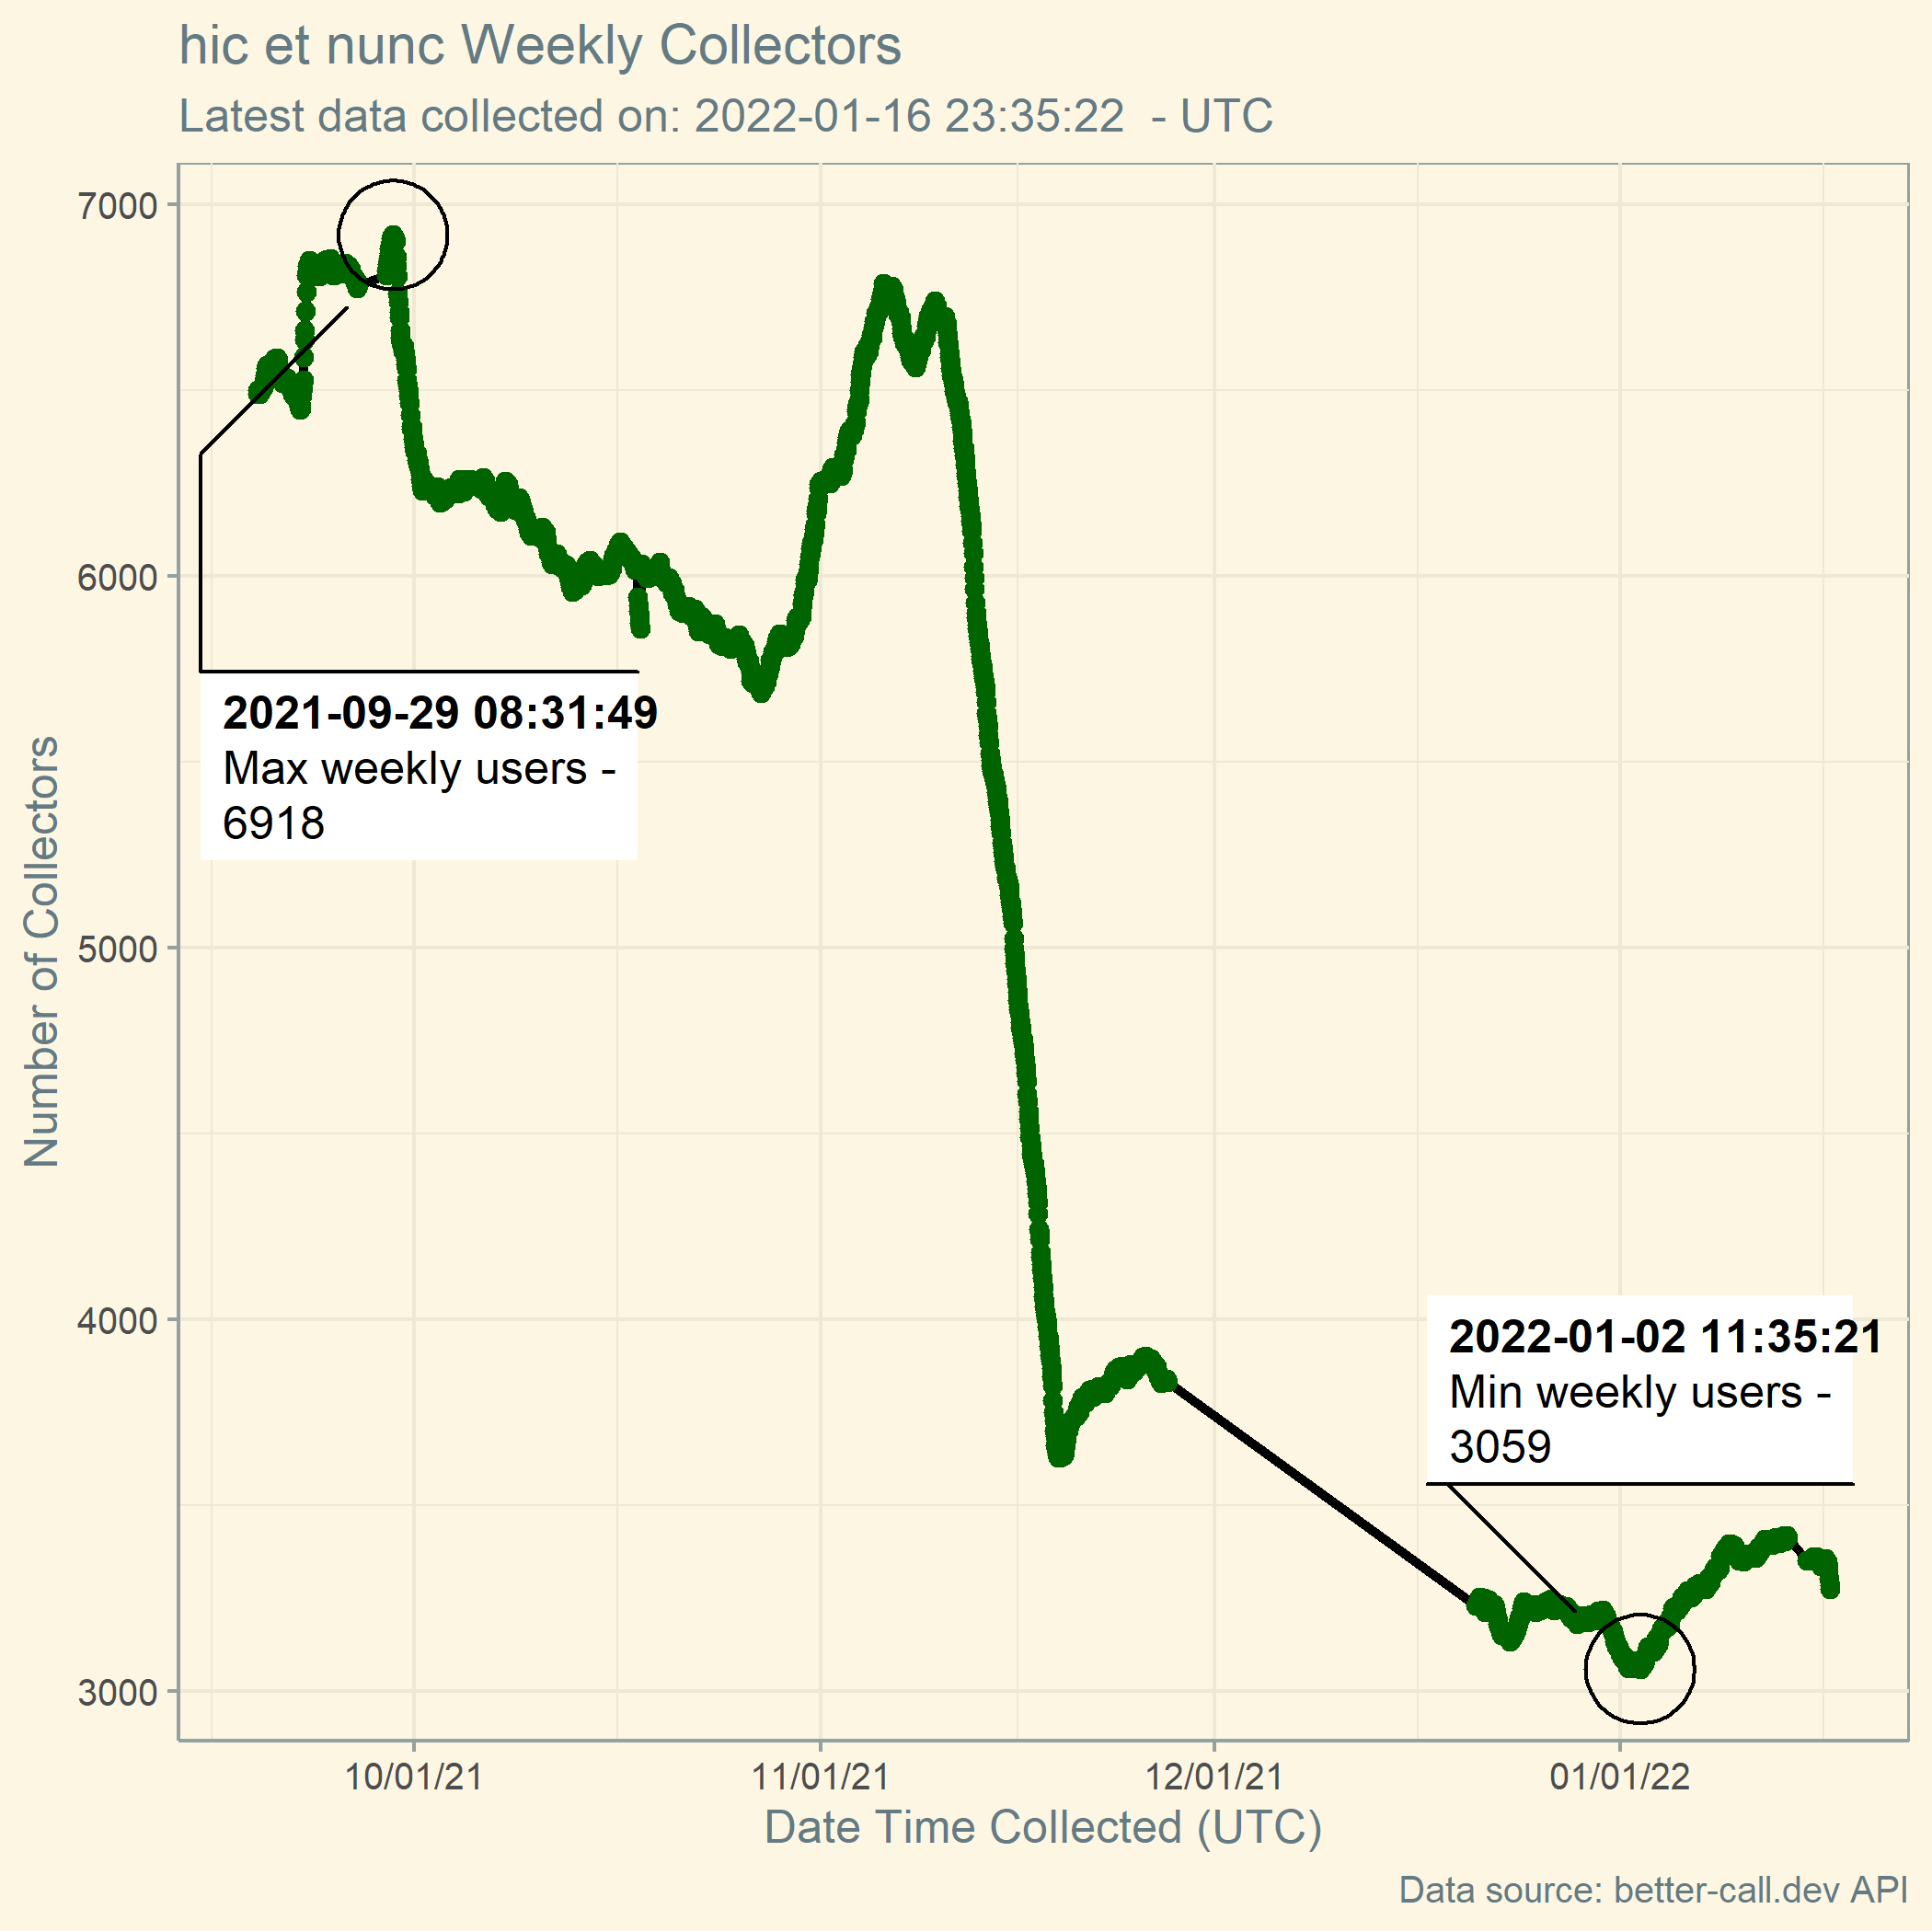 hic et nunc Weekly Collectors
Latest data collected on: 2022-01-16 23:35:22  - UTC
7000
6000
5000
4000
3000
Number of Collectors
2021-09-29 08:31:49
Max weekly users -
6918
2022-01-02 11:35:21
Min weekly users -
3059
10/01/21
11/01/21
12/01/21
01/01/22
Date Time Collected (UTC)
Data source: better-call.dev API